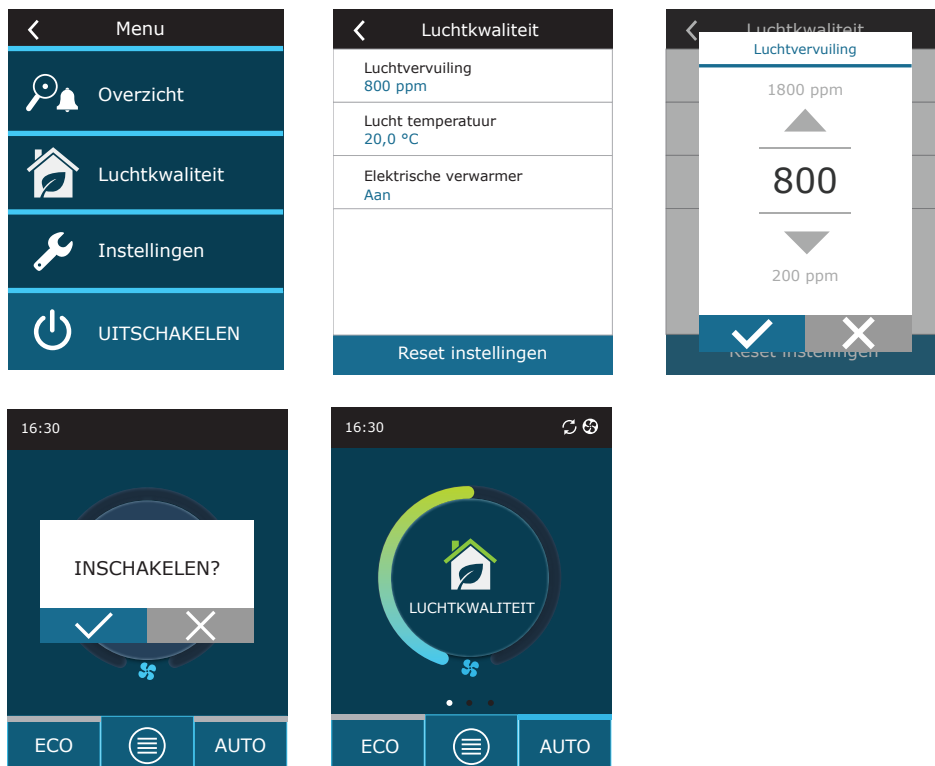 Menu
Overzicht
Luchtkwaliteit
Instellingen
UITSCHAKELEN
Luchtkwaliteit
Luchtvervuiling
800 ppm
Lucht temperatuur
20,0 °C
Elektrische verwarmer
Aan
Reset instellingen
Luchtkwaliteit
Luchtvervuiling
1800 ppm
800
200 ppm
Reset instellingen
16:30
INSCHAKELEN?
ECO
AUTO
16:30
LUCHTKWALITEIT
ECO
AUTO